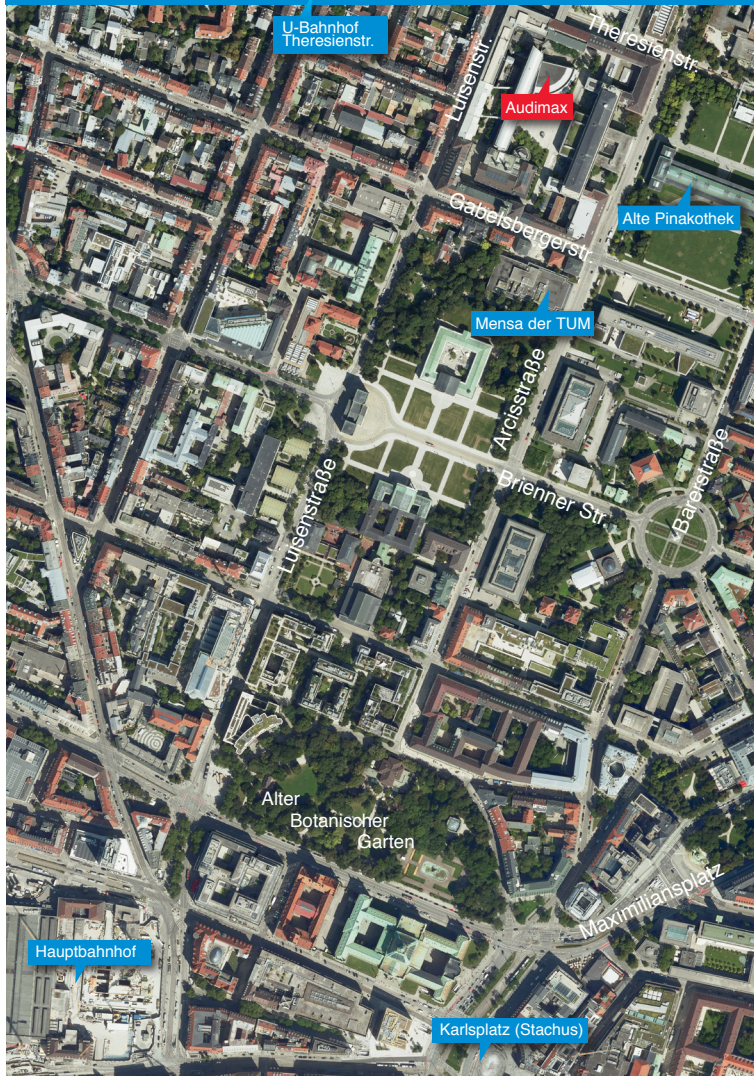 U-Bahnhof
Theresienstr.
Theresienstr.
Luisenstr.
Audimax
Gabelsbergerstr.
Alte Pinakothek
Mensa der TUM
Arcisstraße
Brienner Str
Baierstraße
Luisenstraße
Alter
Botanischer
Garten
Maximiliansplatz
Hauptbahnhof
Karlsplatz (Stachus)